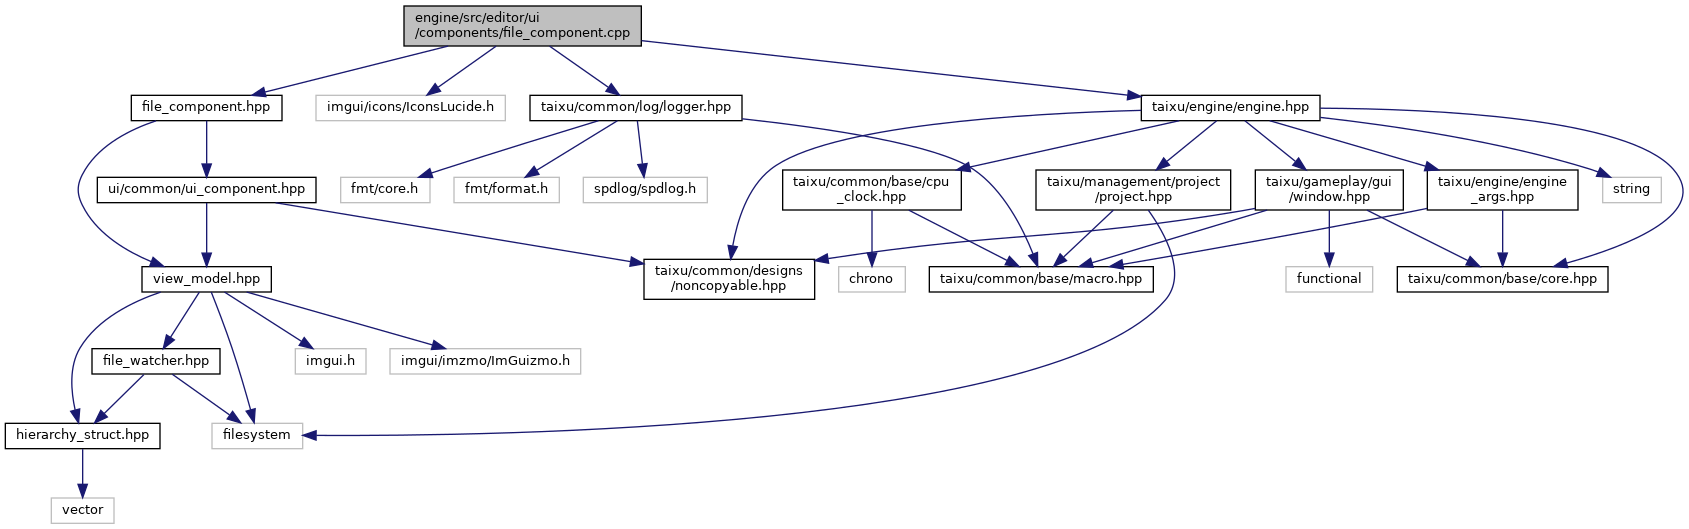 engine/src/editor/ui
/components/file_component.cpp
file_component.hpp
imgui/icons/IconsLucide.h
taixu/common/log/logger.hpp
taixu/engine/engine.hpp
ui/common/ui_component.hpp
fmt/core.h
fmt/format.h
spdlog/spdlog.h
taixu/common/base/cpu
_clock.hpp
taixu/management/project
/project.hpp
taixu/gameplay/gui
/window.hpp
taixu/engine/engine
_args.hpp
string
view_model.hpp
taixu/common/designs
/noncopyable.hpp
chrono
taixu/common/base/macro.hpp
functional
taixu/common/base/core.hpp
file_watcher.hpp
imgui.h
imgui/imzmo/ImGuizmo.h
hierarchy_struct.hpp
filesystem
vector